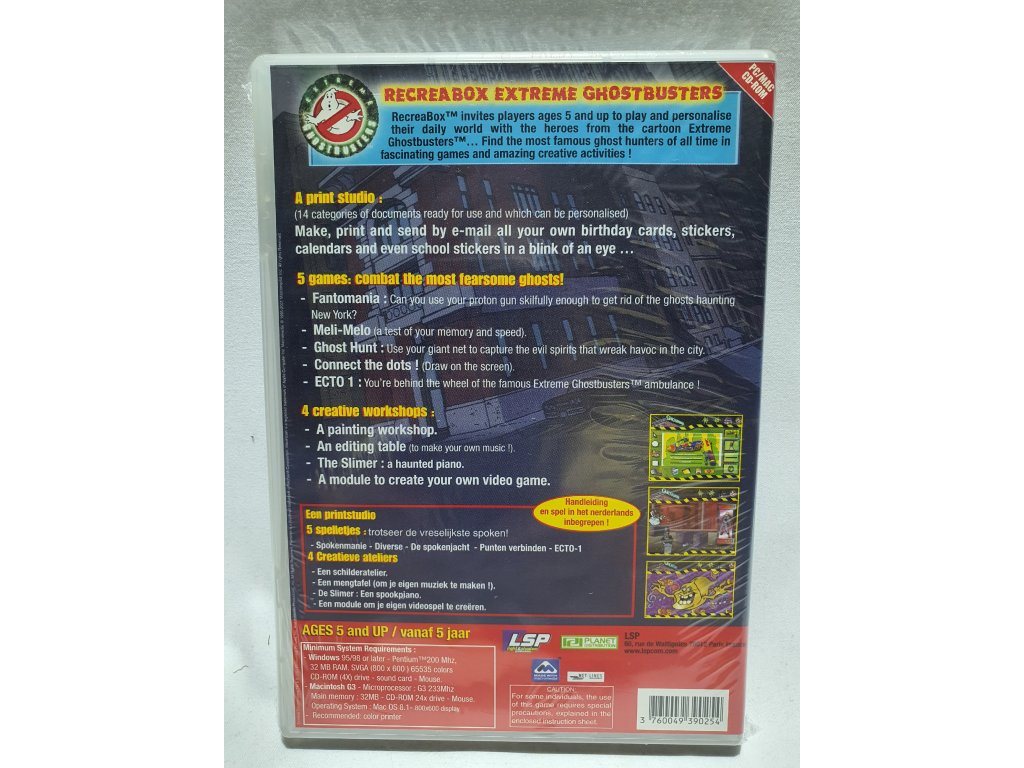 PC/MAC
CD-ROM
EXTREME
GHOSTBUSTERS
RECREABOX EXTREME GHOSTBUSTERS
RecreaBox™ invites players ages 5 and up to play and personalise
their daily world with the heroes from the cartoon Extreme
Ghostbusters™... Find the most famous ghost hunters of all time in
fascinating games and amazing creative activities !
A print studio :
(14 categories of documents ready for use and which can be personalised)
Make, print and send by e-mail all your own birthday cards, stickers,
calendars and even school stickers in a blink of an eye ...
5 games: combat the most fearsome ghosts!
- Fantomania : Can you use your proton gun skilfully enough to get rid of the ghosts haunting
New York?
- Meli-Melo (a test of your memory and speed).
- Ghost Hunt : Use your giant net to capture the evil spirits that wreak havoc in the city.
- Connect the dots ! (Draw on the screen).
- ECTO 1 : You're behind the wheel of the famous Extreme Ghostbusters™ ambulance !
4 creative workshops :
- A painting workshop.
- An editing table (to make your own music !).
- The Slimer : a haunted piano.
- A module to create your own video game.
Handleiding
en spel in het nerderlands
inbegrepen !
Een printstudio
5 spelletjes : trotseer de vreselijkste spoken!
- Spokenmanie - Diverse - De spokenjacht - Punten verbinden - ECTO-1
4 Creatieve ateliers
- Een schilderatelier.
- Een mengtafel (om je eigen muziek te maken !).
- De Slimer : Een spookpiano.
- Een module om je eigen videospel te creëren.
AGES 5 and UP / vanaf 5 jaar
Minimum System Requirements :
- Windows 95/98 or later - Pentium™200 Mhz,
32 MB RAM. SVGA (800 x 600 ) 65535 colors
CD-ROM (4X) drive - sound card - Mouse.
- Macintosh G3 - Microprocessor : G3 233Mhz
Main memory : 32MB - CD-ROM 24x drive - Mouse.
Operating System : Mac OS 8.1- 800x600 display
- Recommended: color printer
LSP
PLANET
DISTRIBUTION
LSP
60, rue de Wattignies 75012 Paris
www.lspcom.com
NET LINES
CAUTION:
For some individuals, the use
of this game requires special
precautions, explained in the
enclosed instruction sheet.
3 760049 390254